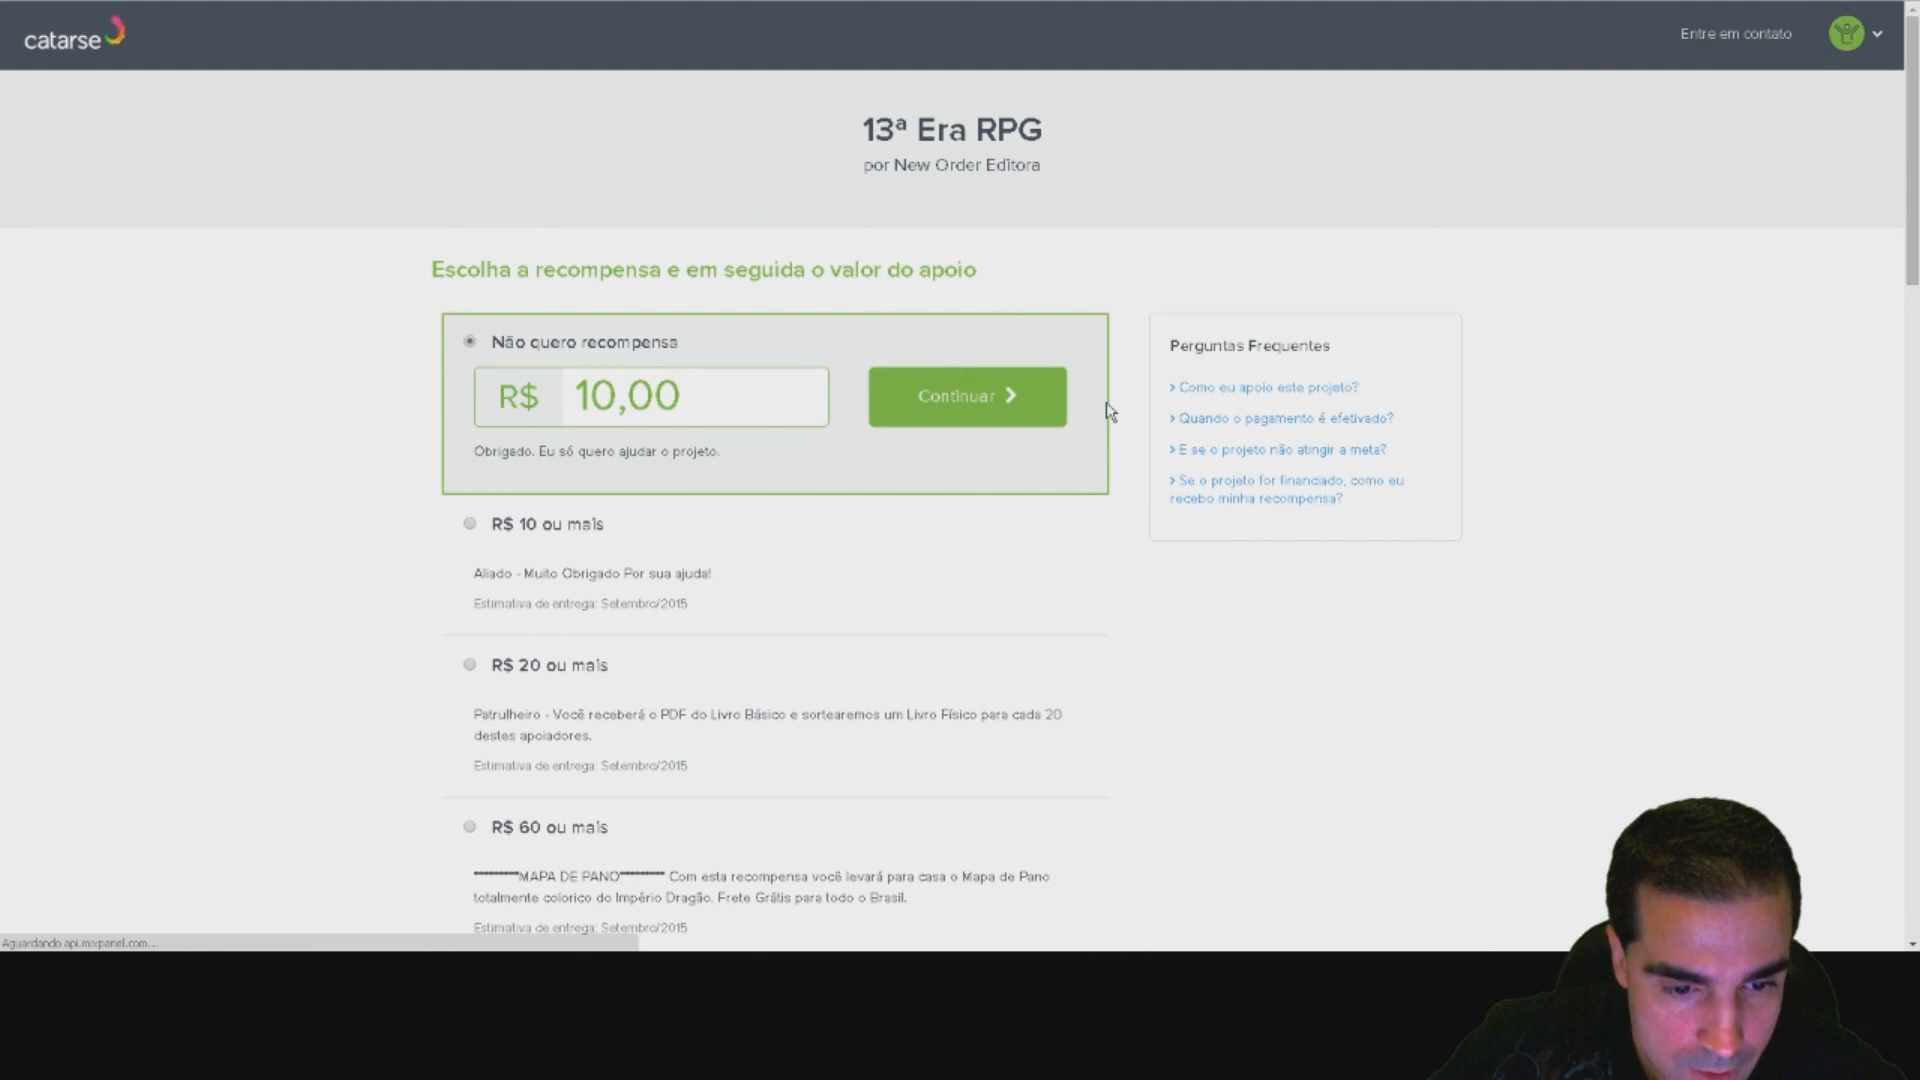 catarse
Entre em contato
13ª Era RPG
por New Order Editora
Escolha a recompensa e em seguida o valor do apoio
Não quero recompensa
R$ 10,00
Continuar
Obrigado. Eu só quero ajudar o projeto.
R$ 10 ou mais
Aliado - Muito Obrigado Por sua ajuda!
Estimativa de entrega: Setembro/2015
R$ 20 ou mais
Patrulheiro - Você receberá o PDF do Livro Básico e sortearemos um Livro Físico para cada 20
destes apoiadores.
Estimativa de entrega: Setembro/2015
R$ 60 ou mais
**********MAPA DE PANO********** Com esta recompensa você levará para casa o Mapa de Pano
totalmente colorico do Império Dragão. Frete Grátis para todo o Brasil.
Estimativa de entrega: Setembro/2015
Perguntas Frequentes
Como eu apoio este projeto?
Quando o pagamento é efetivado?
E se o projeto não atingir a meta?
Se o projeto for financiado, como eu
recebo minha recompensa?
Aguardando api.mixpanel.com...